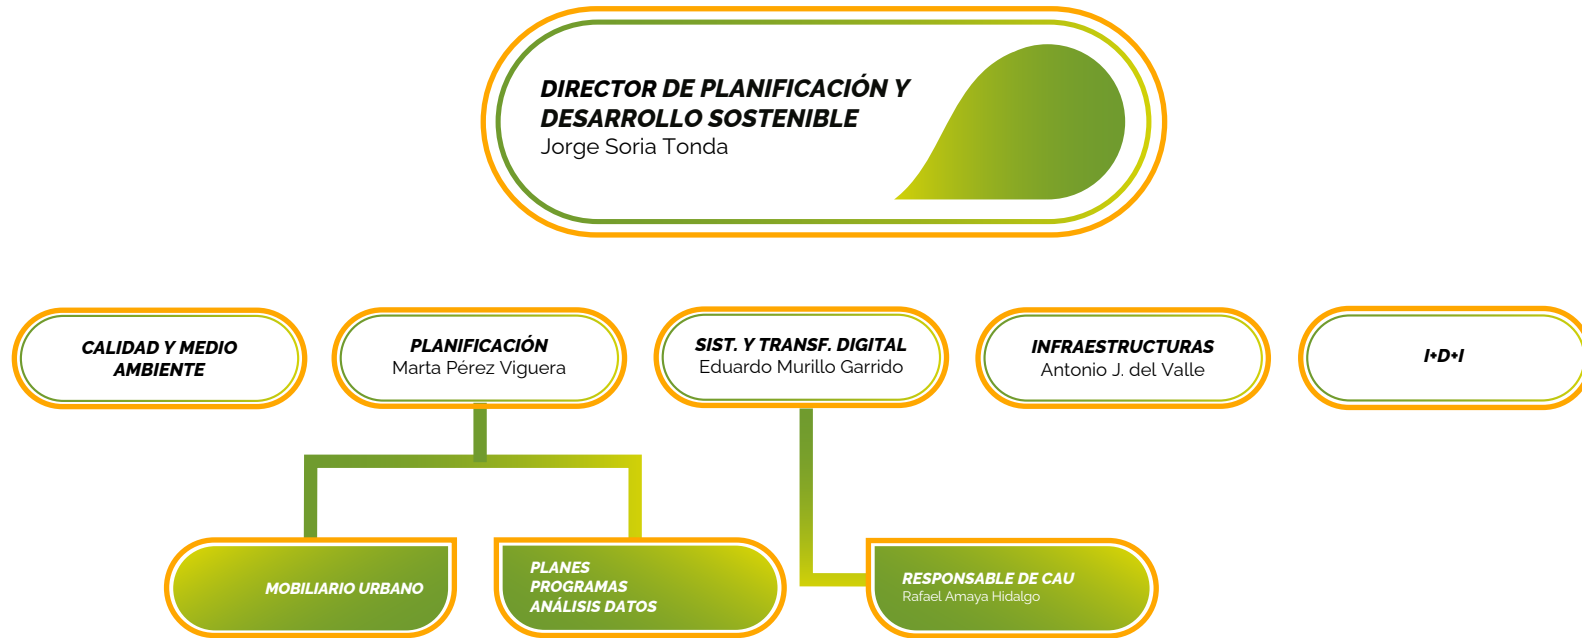 DIRECTOR DE PLANIFICACIÓN Y
DESARROLLO SOSTENIBLE
Jorge Soria Tonda
CALIDAD Y MEDIO
AMBIENTE
PLANIFICACIÓN
Marta Pérez Viguera
SIST. Y TRANSF. DIGITAL
Eduardo Murillo Garrido
INFRAESTRUCTURAS
Antonio J. del Valle
I+D+I
MOBILIARIO URBANO
PLANES
PROGRAMAS
ANÁLISIS DATOS
RESPONSABLE DE CAU
Rafael Amaya Hidalgo